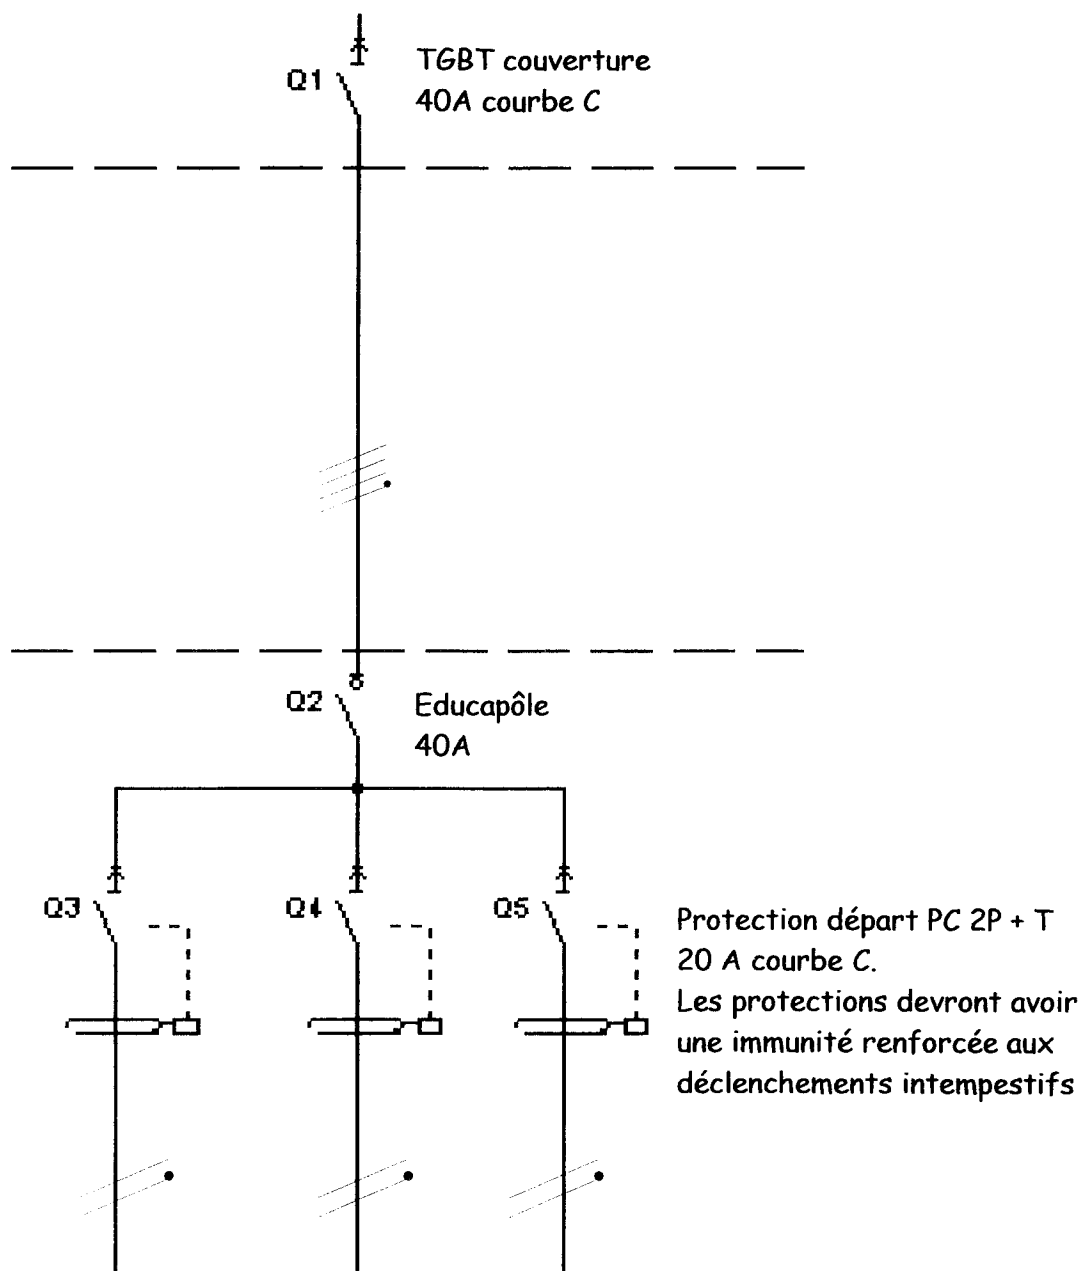 Q1
TGBT couverture
40A courbe C
Q2
Educapôle
40A
Q3
Q4
Q5
Protection départ PC 2P + T
20 A courbe C.
Les protections devront avoir
une immunité renforcée aux
déclenchements intempestifs